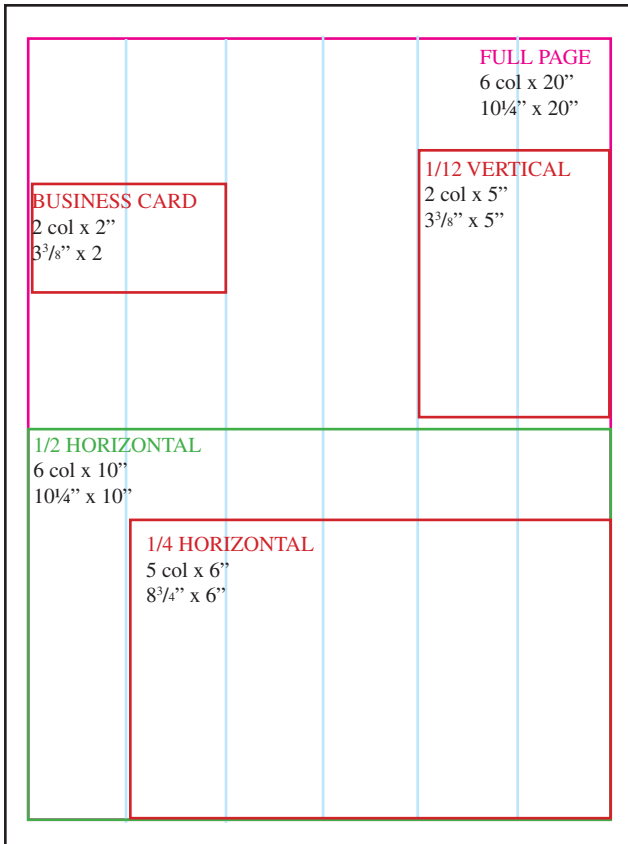 FULL PAGE
6 col x 20”
10¼” x 20”
1/12 VERTICAL
2 col x 5”
3³/₈” x 5”
BUSINESS CARD
2 col x 2”
3³/₈” x 2
1/2 HORIZONTAL
6 col x 10”
10¼” x 10”
1/4 HORIZONTAL
5 col x 6”
8³/₄” x 6”